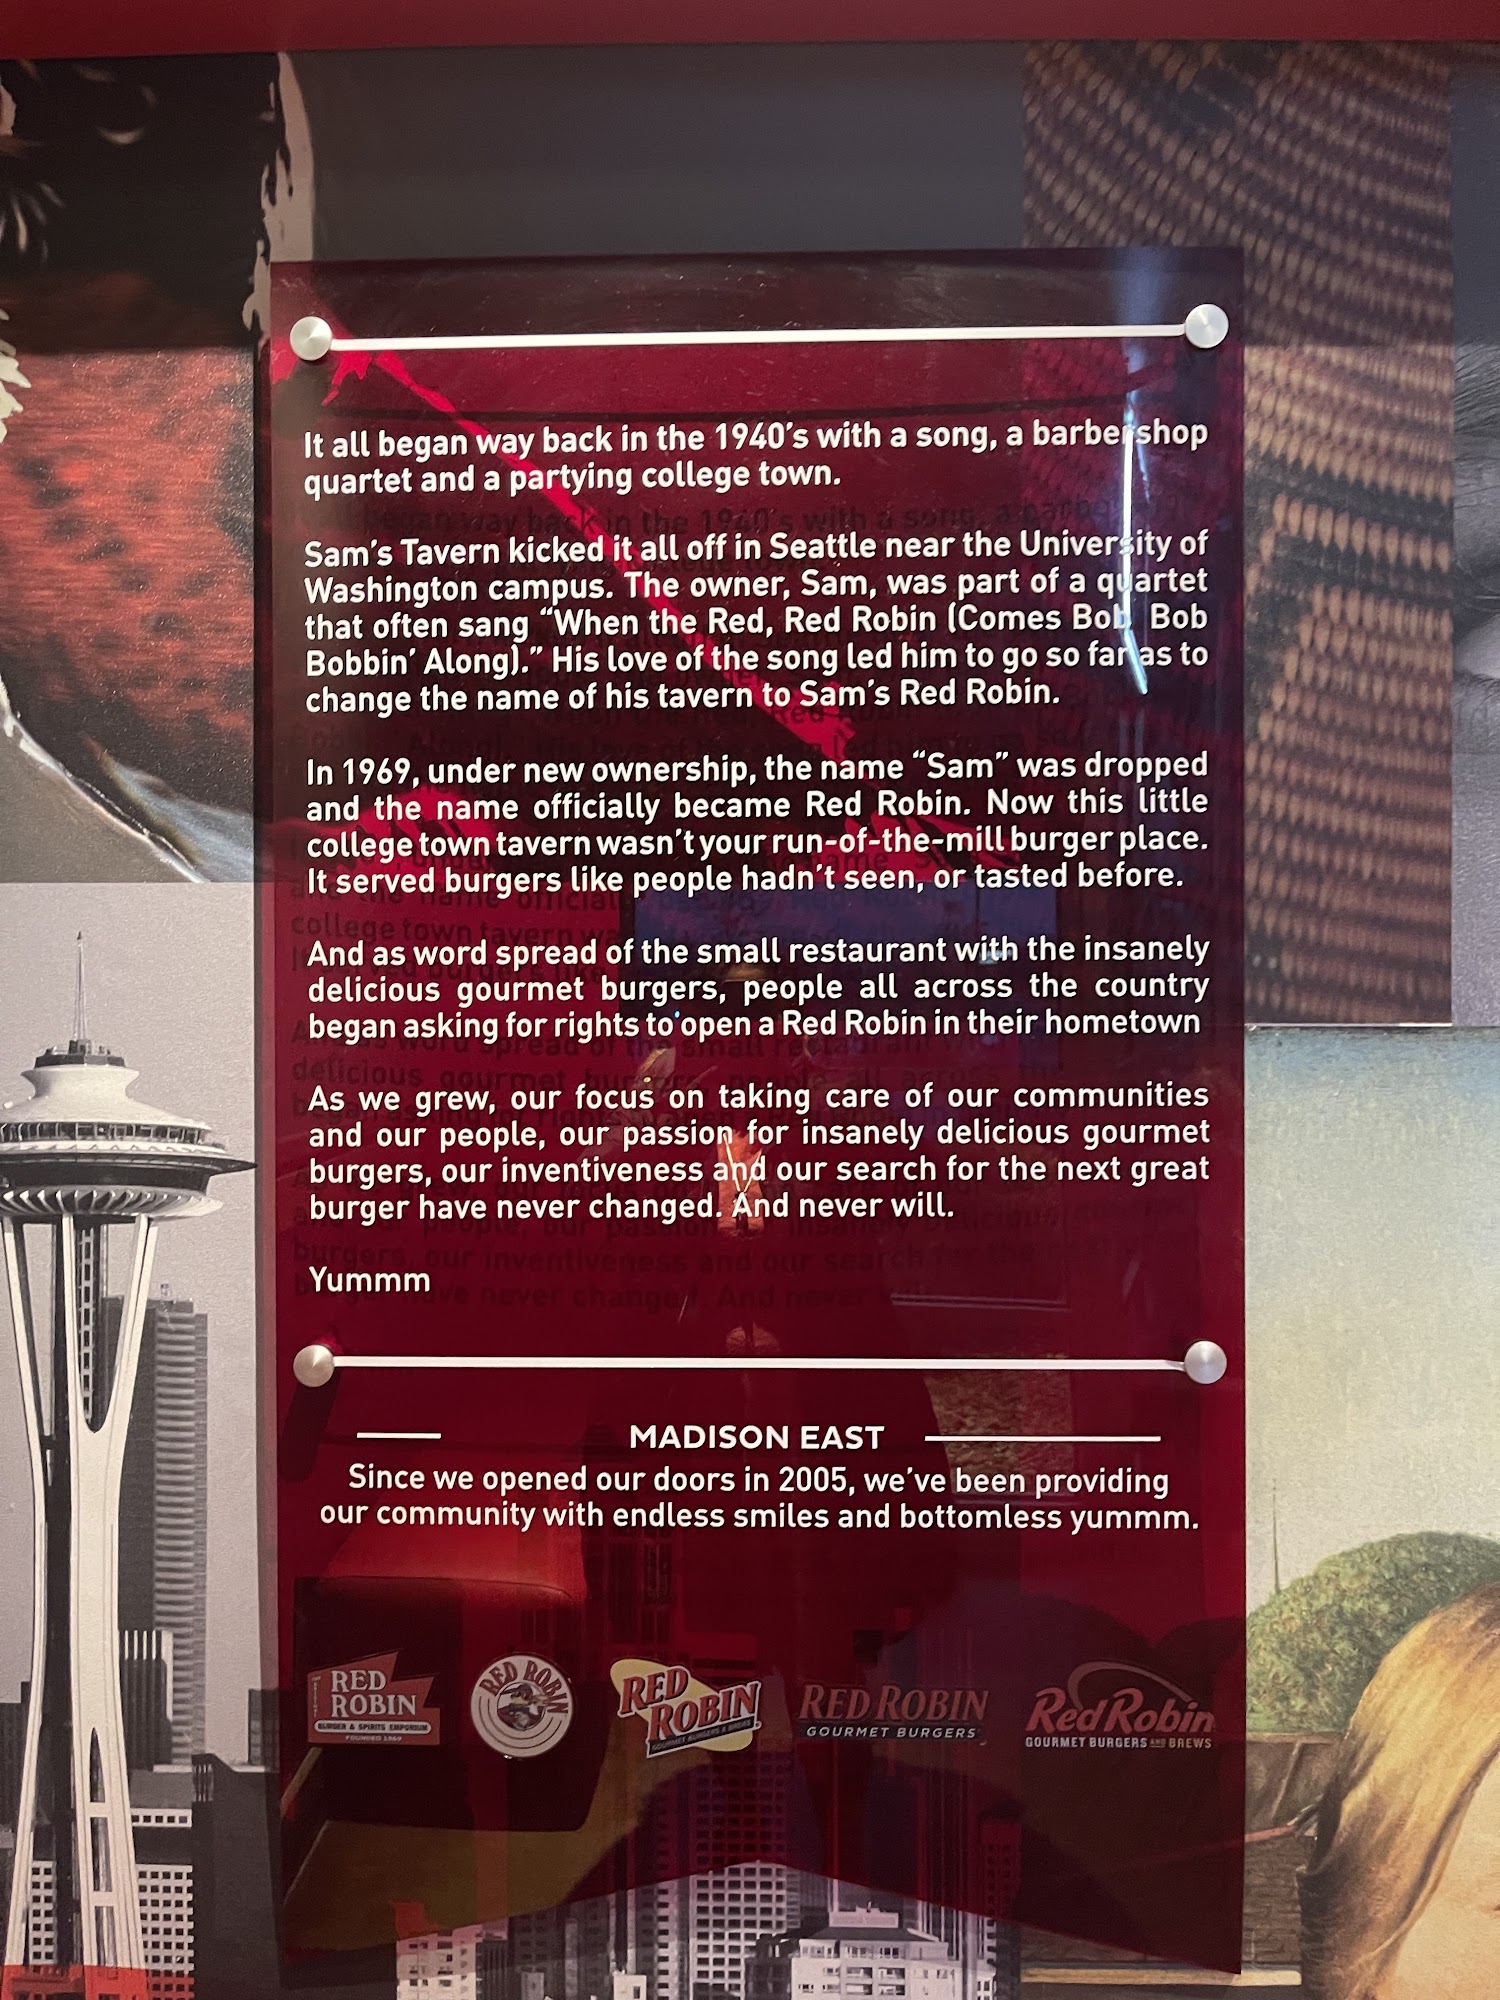 It all began way back in the 1940's with a song, a barbershop
quartet and a partying college town.
Sam's Tavern kicked it all off in Seattle near the University of
Washington campus. The owner, Sam, was part of a quartet
that often sang “When the Red, Red Robin (Comes Bob, Bob
Bobbin' Along).” His love of the song led him to go so far as to
change the name of his tavern to Sam's Red Robin.
In 1969, under new ownership, the name “Sam” was dropped
and the name officially became Red Robin. Now this little
college town tavern wasn't your run-of-the-mill burger place.
It served burgers like people hadn't seen, or tasted before.
And as word spread of the small restaurant with the insanely
delicious gourmet burgers, people all across the country
began asking for rights to open a Red Robin in their hometown
As we grew, our focus on taking care of our communities
and our people, our passion for insanely delicious gourmet
burgers, our inventiveness and our search for the next great
burger have never changed. And never will.
Yummm
MADISON EAST
Since we opened our doors in 2005, we've been providing
our community with endless smiles and bottomless yummm.
RED
ROBIN
BURGER & SPIRITS EMPORIUM
FOUNDED 1969
RED ROBIN
RED
ROBIN
GOURMET BURGERS & BREWS
RED ROBIN
GOURMET BURGERS
Red Robin
GOURMET BURGERS AND BREWS